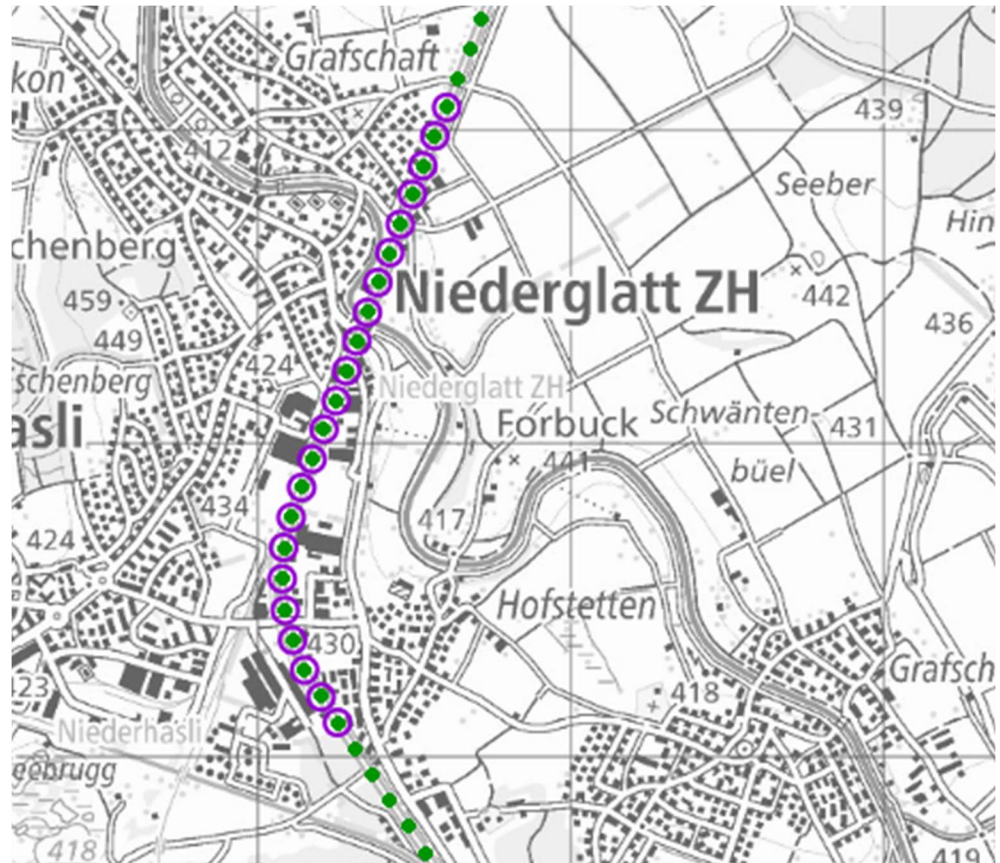 Grafschaft
kon
439
412
Seeber
Hin
chenberg
Niederglatt ZH
459
442
449
436
424
schenberg
Niederglatt ZH
asli
Forbuck
Schwänten-
431
441
büel
434
417
424
Hofstetten
430
Grafsch
423
418
Niederhasli
eebrugg
418
419